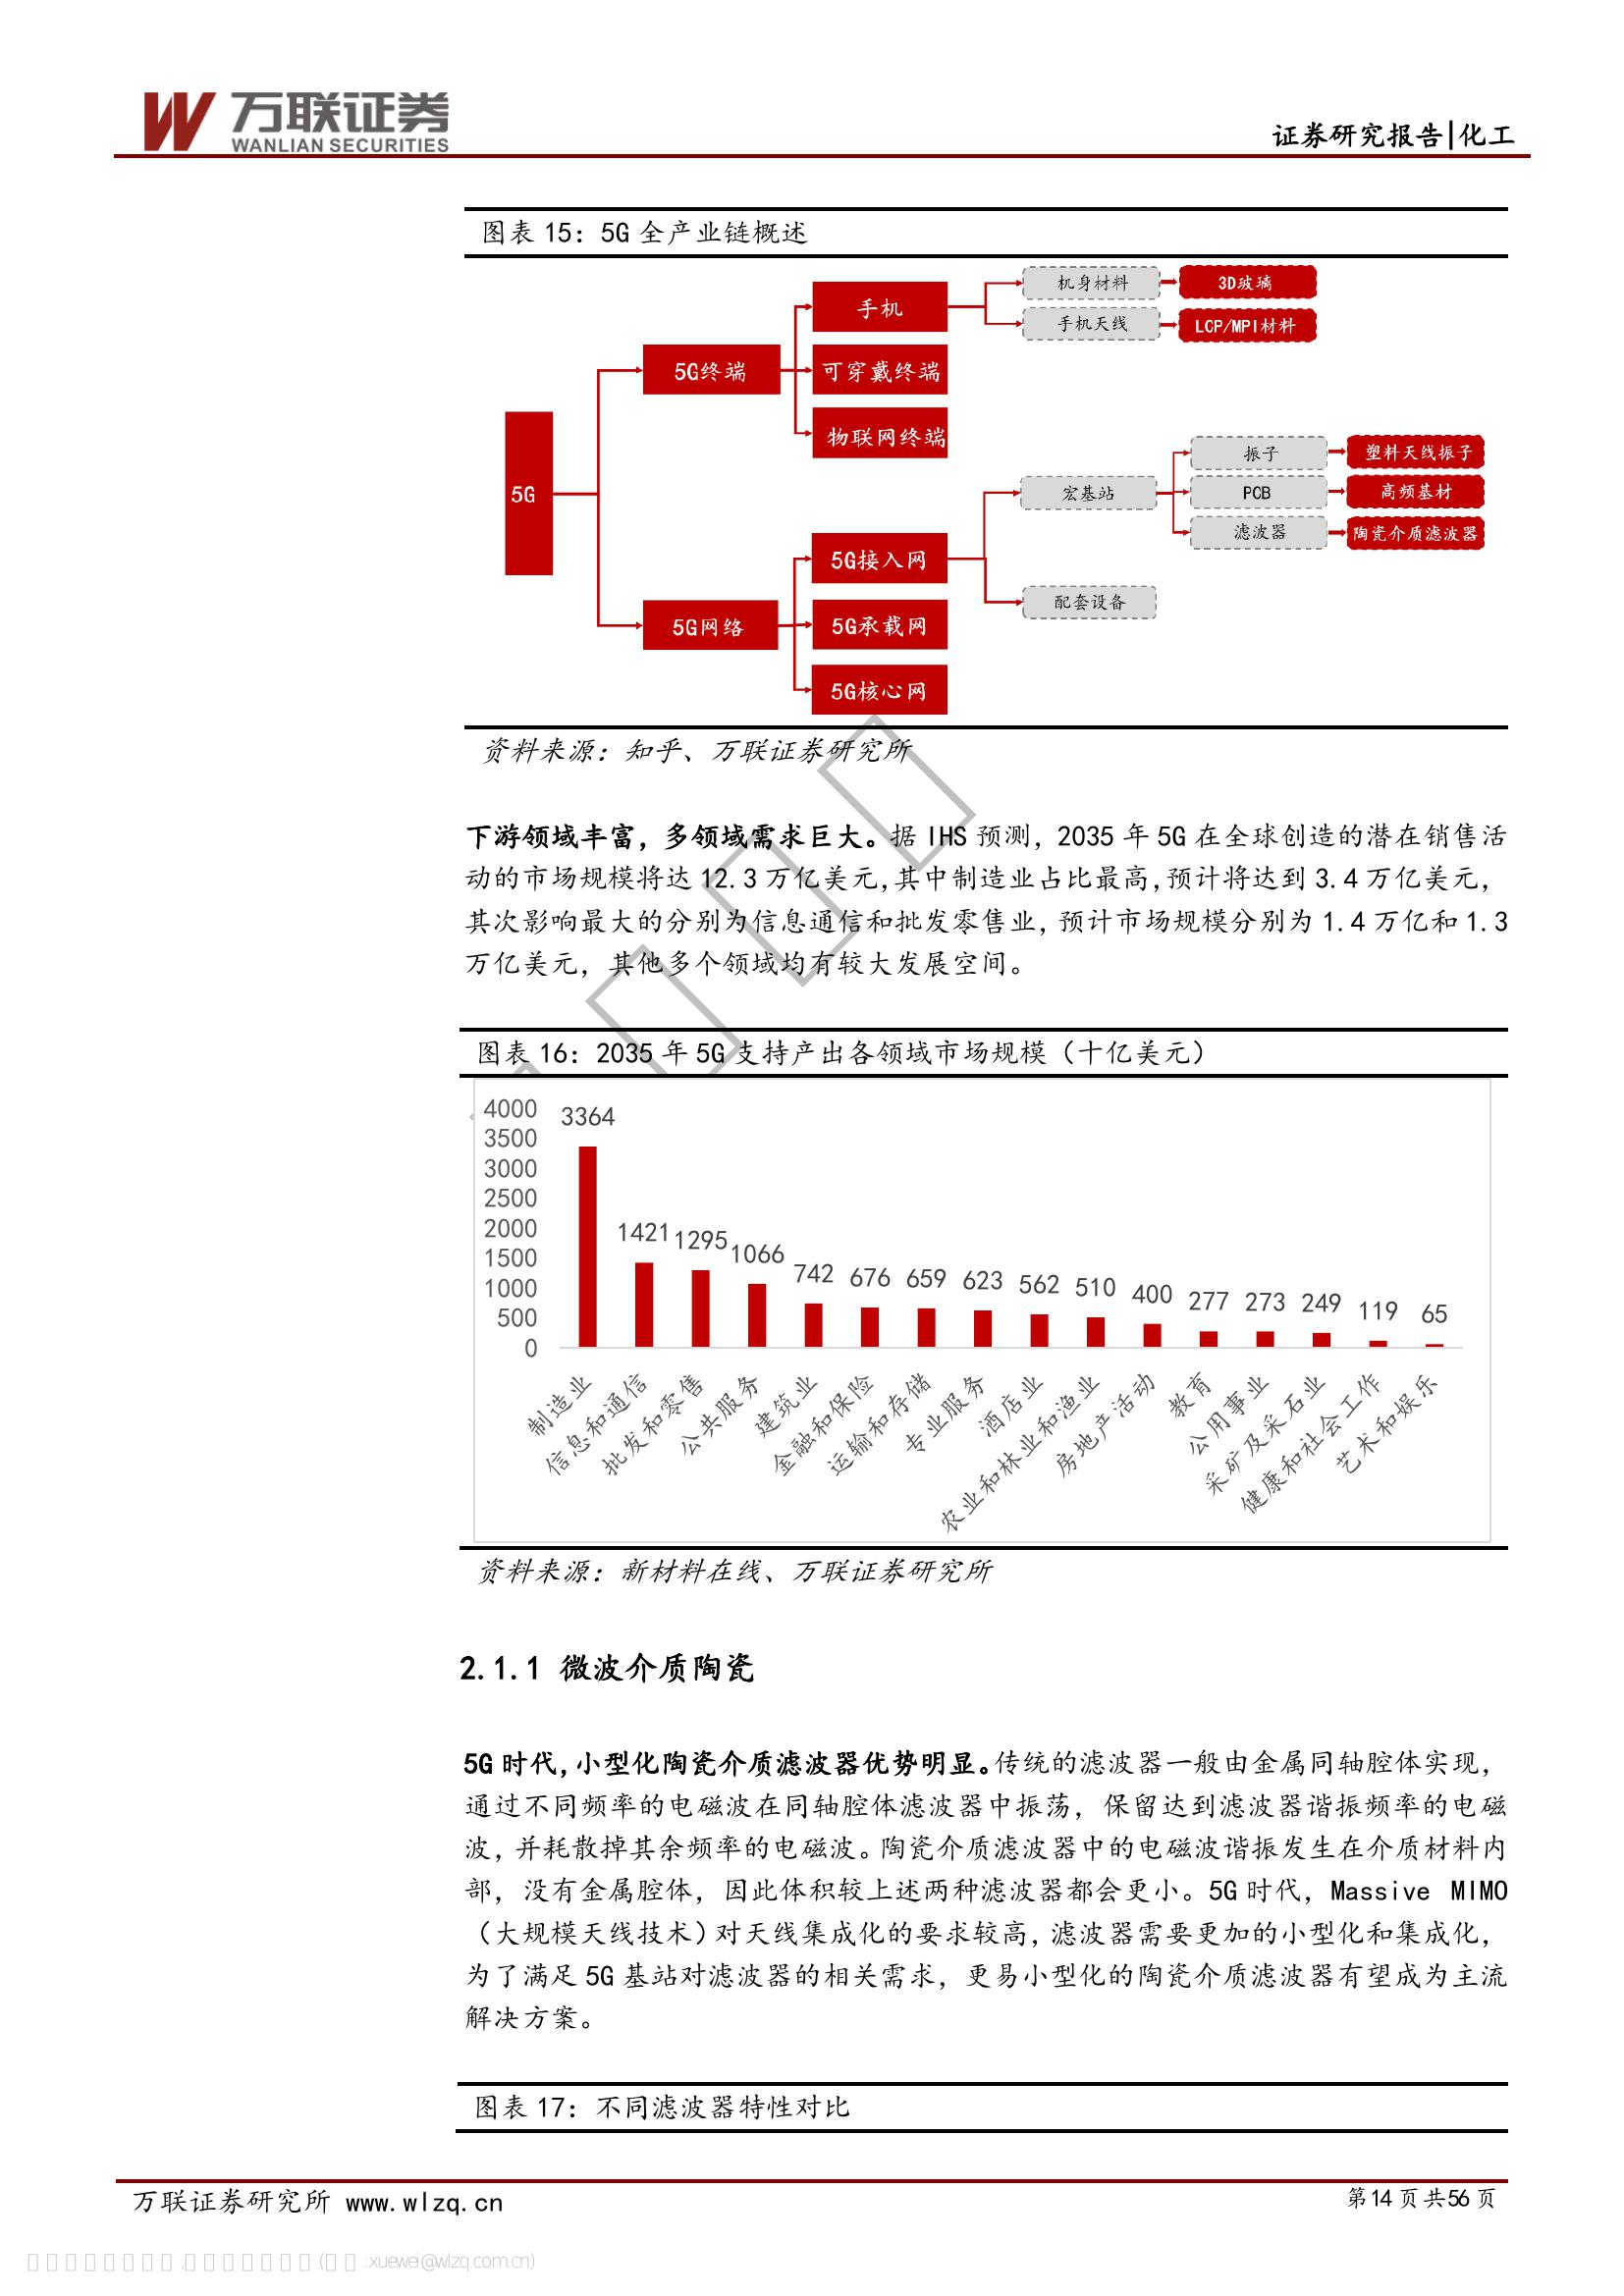 万联证券
WANLIAN SECURITIES
证券研究报告|化工
图表 15：5G 全产业链概述
5G
5G终端
5G网络
手机
可穿戴终端
物联网终端
5G接入网
5G承载网
5G核心网
机身材料
3D玻璃
手机天线
LCP/MPI材料
宏基站
配套设备
振子
塑料天线振子
PCB
高频基材
滤波器
陶瓷介质滤波器
资料来源：知乎、万联证券研究所
下游领域丰富，多领域需求巨大。据 IHS 预测，2035 年 5G 在全球创造的潜在销售活
动的市场规模将达 12.3 万亿美元,其中制造业占比最高,预计将达到 3.4 万亿美元，
其次影响最大的分别为信息通信和批发零售业,预计市场规模分别为 1.4 万亿和 1.3
万亿美元，其他多个领域均有较大发展空间。
图表 16：2035 年 5G 支持产出各领域市场规模（十亿美元）
4000
3500
3000
2500
2000
1500
1000
500
0
3364
1421
1295
1066
742
676
659
623
562
510
400
277
273
249
119
65
制造业
信息和通信
批发和零售
公共服务
建筑业
金融和保险
运输和存储
专业服务
酒店业
农业和林业和渔业
房地产活动
教育
公用事业
采矿及采石业
健康和社会工作
艺术和娱乐
资料来源：新材料在线、万联证券研究所
2.1.1 微波介质陶瓷
5G 时代,小型化陶瓷介质滤波器优势明显。传统的滤波器一般由金属同轴腔体实现，
通过不同频率的电磁波在同轴腔体滤波器中振荡，保留达到滤波器谐振频率的电磁
波，并耗散掉其余频率的电磁波。陶瓷介质滤波器中的电磁波谐振发生在介质材料内
部，没有金属腔体，因此体积较上述两种滤波器都会更小。5G 时代，Massive MIMO
（大规模天线技术）对天线集成化的要求较高,滤波器需要更加的小型化和集成化，
为了满足 5G 基站对滤波器的相关需求，更易小型化的陶瓷介质滤波器有望成为主流
解决方案。
图表 17：不同滤波器特性对比
万联证券研究所 www.wlzq.cn
第14 页 共56 页
:xuewei@wlzq.com.cn)